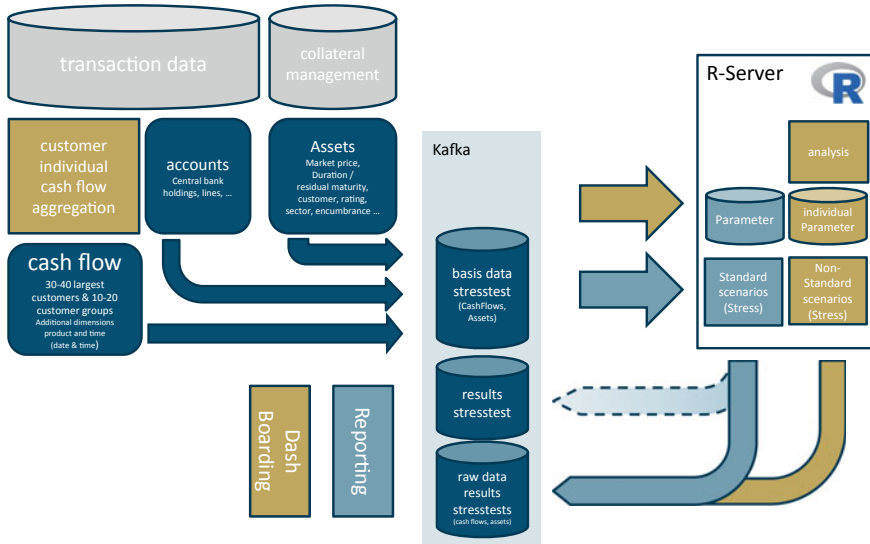 transaction data
collateral
management
R-Server
R
customer
individual
cash flow
aggregation
accounts
Central bank
holdings, lines, ...
Assets
Market price,
Duration /
residual maturity,
customer, rating,
sector, encumbrance ...
Kafka
analysis
Parameter
individual
Parameter
cash flow
30-40 largest
customers & 10-20
customer groups
Additional dimensions
product and time
(date & time)
basis data
stresstest
(CashFlows,
Assets)
Standard
scenarios
(Stress)
Non-
Standard
scenarios
(Stress)
Dash
Boarding
Reporting
results
stresstest
raw data
results
stresstests
(cash flows, assets)